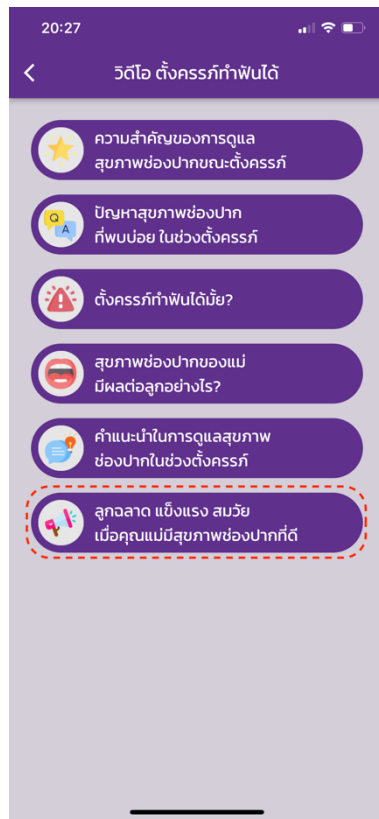 20:27
วิดีโอ ตั้งครรภ์ทำฟันได้
ความสำคัญของการดูแล
สุขภาพช่องปากขณะตั้งครรภ์
Q
A
ปัญหาสุขภาพช่องปาก
ที่พบบ่อย ในช่วงตั้งครรภ์
ตั้งครรภ์ทำฟันได้มั้ย?
สุขภาพช่องปากของแม่
มีผลต่อลูกอย่างไร?
คำแนะนำในการดูแลสุขภาพ
ช่องปากในช่วงตั้งครรภ์
ลูกฉลาด แข็งแรง สมวัย
เมื่อคุณแม่มีสุขภาพช่องปากที่ดี